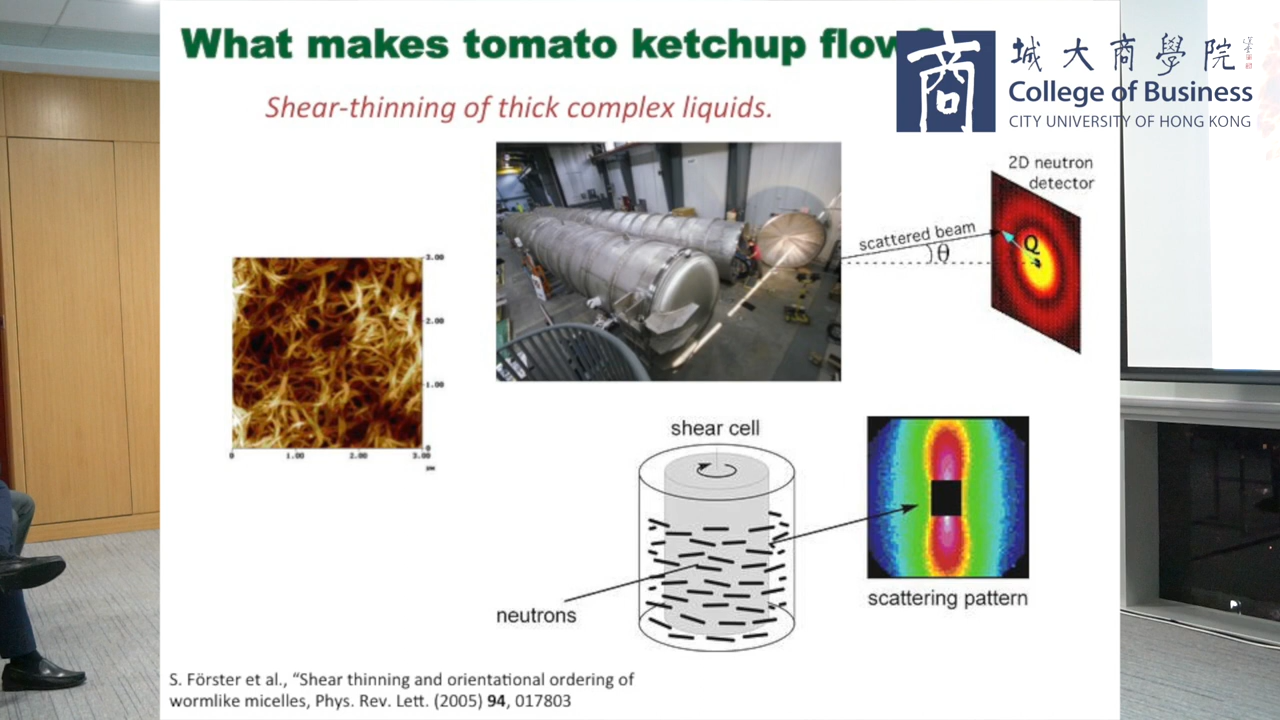 What makes tomato ketchup flow?
城大商學院
College of Business
CITY UNIVERSITY OF HONG KONG
Shear-thinning of thick complex liquids.
2D neutron
detector
scattered beam
θ
Q
3.00
2.00
1.00
0
0
1.00
2.00
3.00
shear cell
neutrons
scattering pattern
S. Förster et al., “Shear thinning and orientational ordering of
wormlike micelles, Phys. Rev. Lett. (2005) 94, 017803